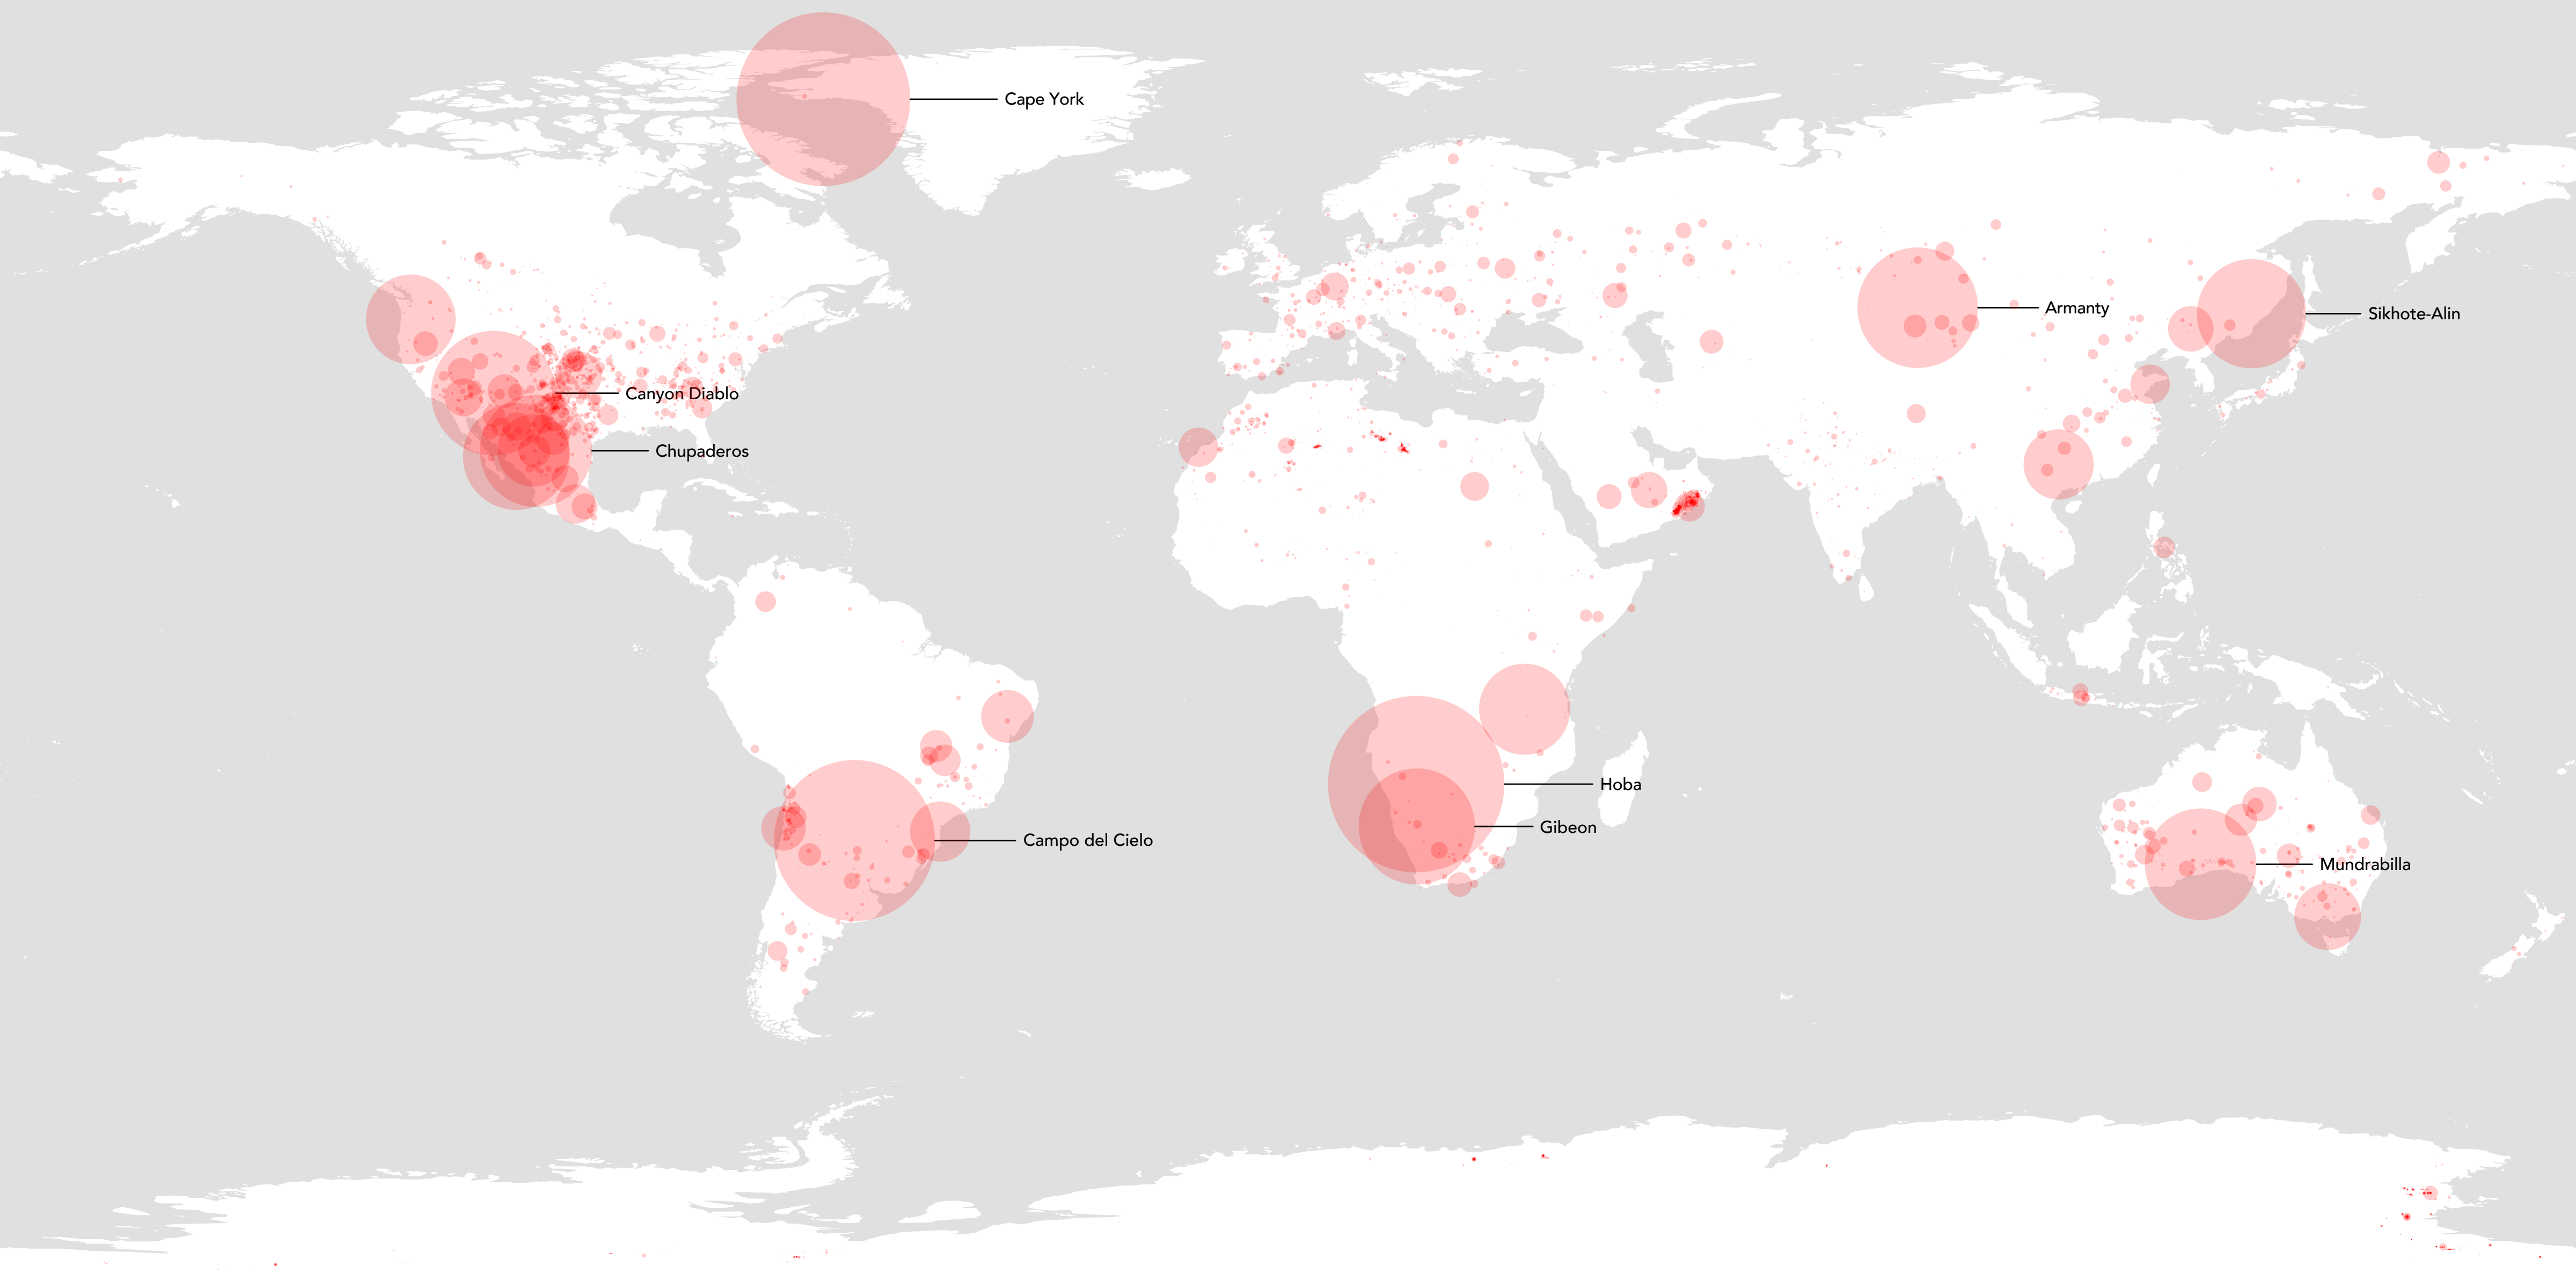 Cape York
Armanty
Sikhote-Alin
Canyon Diablo
Chupaderos
Hoba
Gibeon
Campo del Cielo
Mundrabilla